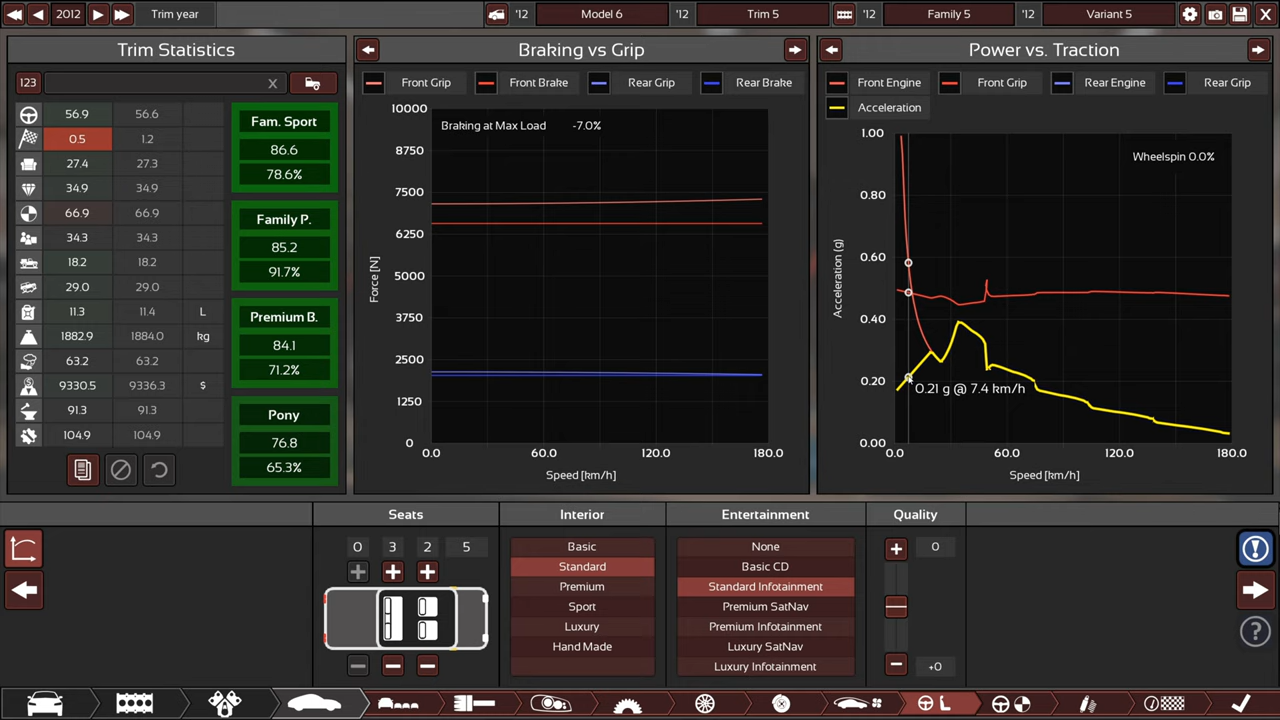 2012 Trim year '12 Model 6 '12 Trim 5 '12 Family 5 '12 Variant 5
Trim Statistics
123 X
56.9 56.6
0.5 1.2
27.4 27.3
34.9 34.9
66.9 66.9
34.3 34.3
18.2 18.2
29.0 29.0
11.3 11.4 L
1882.9 1884.0 kg
63.2 63.2
9330.5 9336.3 $
91.3 91.3
104.9 104.9
Fam. Sport
86.6
78.6%
Family P.
85.2
91.7%
Premium B.
84.1
71.2%
Pony
76.8
65.3%
Braking vs Grip
Front Grip Front Brake Rear Grip Rear Brake
Braking at Max Load -7.0%
10000
8750
7500
6250
5000
3750
2500
1250
0
Force [N]
0.0 60.0 120.0 180.0
Speed [km/h]
Power vs. Traction
Front Engine Front Grip Rear Engine Rear Grip
Acceleration
Wheelspin 0.0%
1.00
0.80
0.60
0.40
0.20
0.00
Acceleration (g)
0.21 g @ 7.4 km/h
0.0 60.0 120.0 180.0
Speed [km/h]
Seats
0 3 2 5
Interior
Basic
Standard
Premium
Sport
Luxury
Hand Made
Entertainment
None
Basic CD
Standard Infotainment
Premium SatNav
Premium Infotainment
Luxury SatNav
Luxury Infotainment
Quality
0
+0